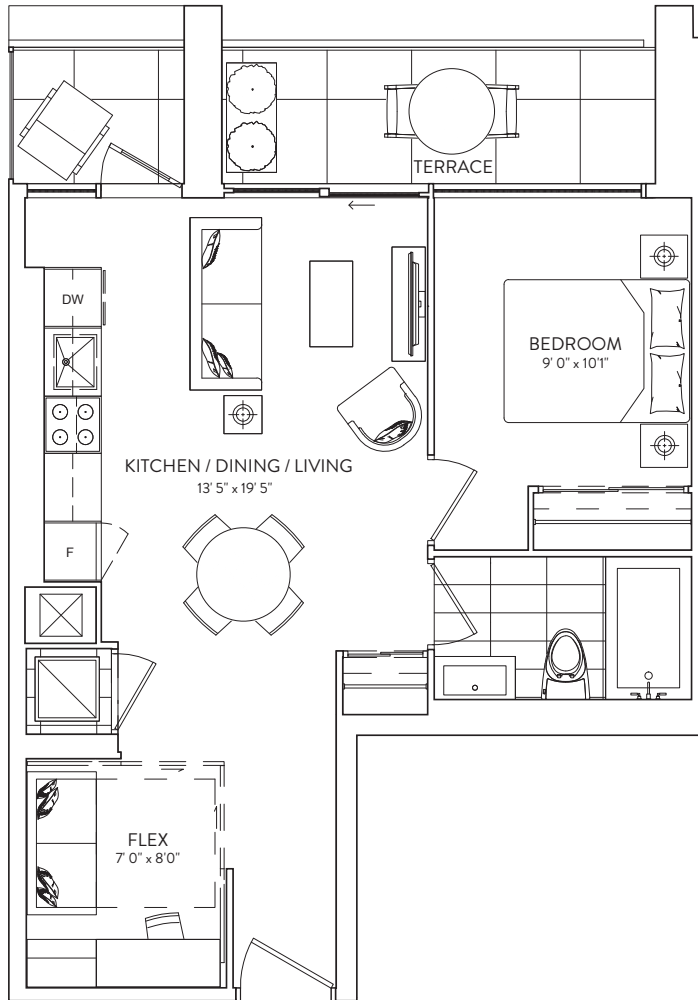 TERRACE
DW
BEDROOM
9' 0" x 10'1"
KITCHEN / DINING / LIVING
13' 5" x 19' 5"
F
FLEX
7' 0" x 8'0"